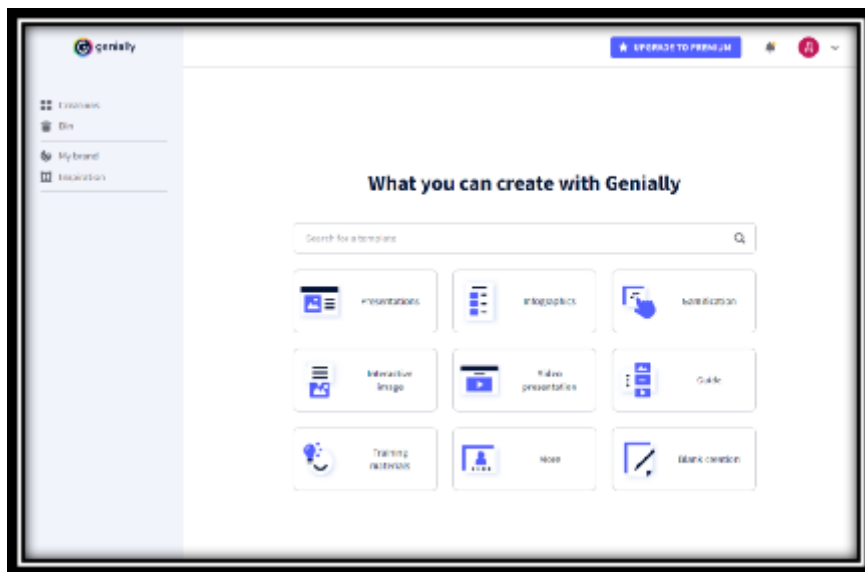 genially
UPGRADE TO PREMIUM
Creations
Bin
My brand
Inspiration
What you can create with Genially
Search for a template
Presentations
Infographics
Gamification
Interactive
image
Video
presentation
Guide
Training
materials
More
Blank creation